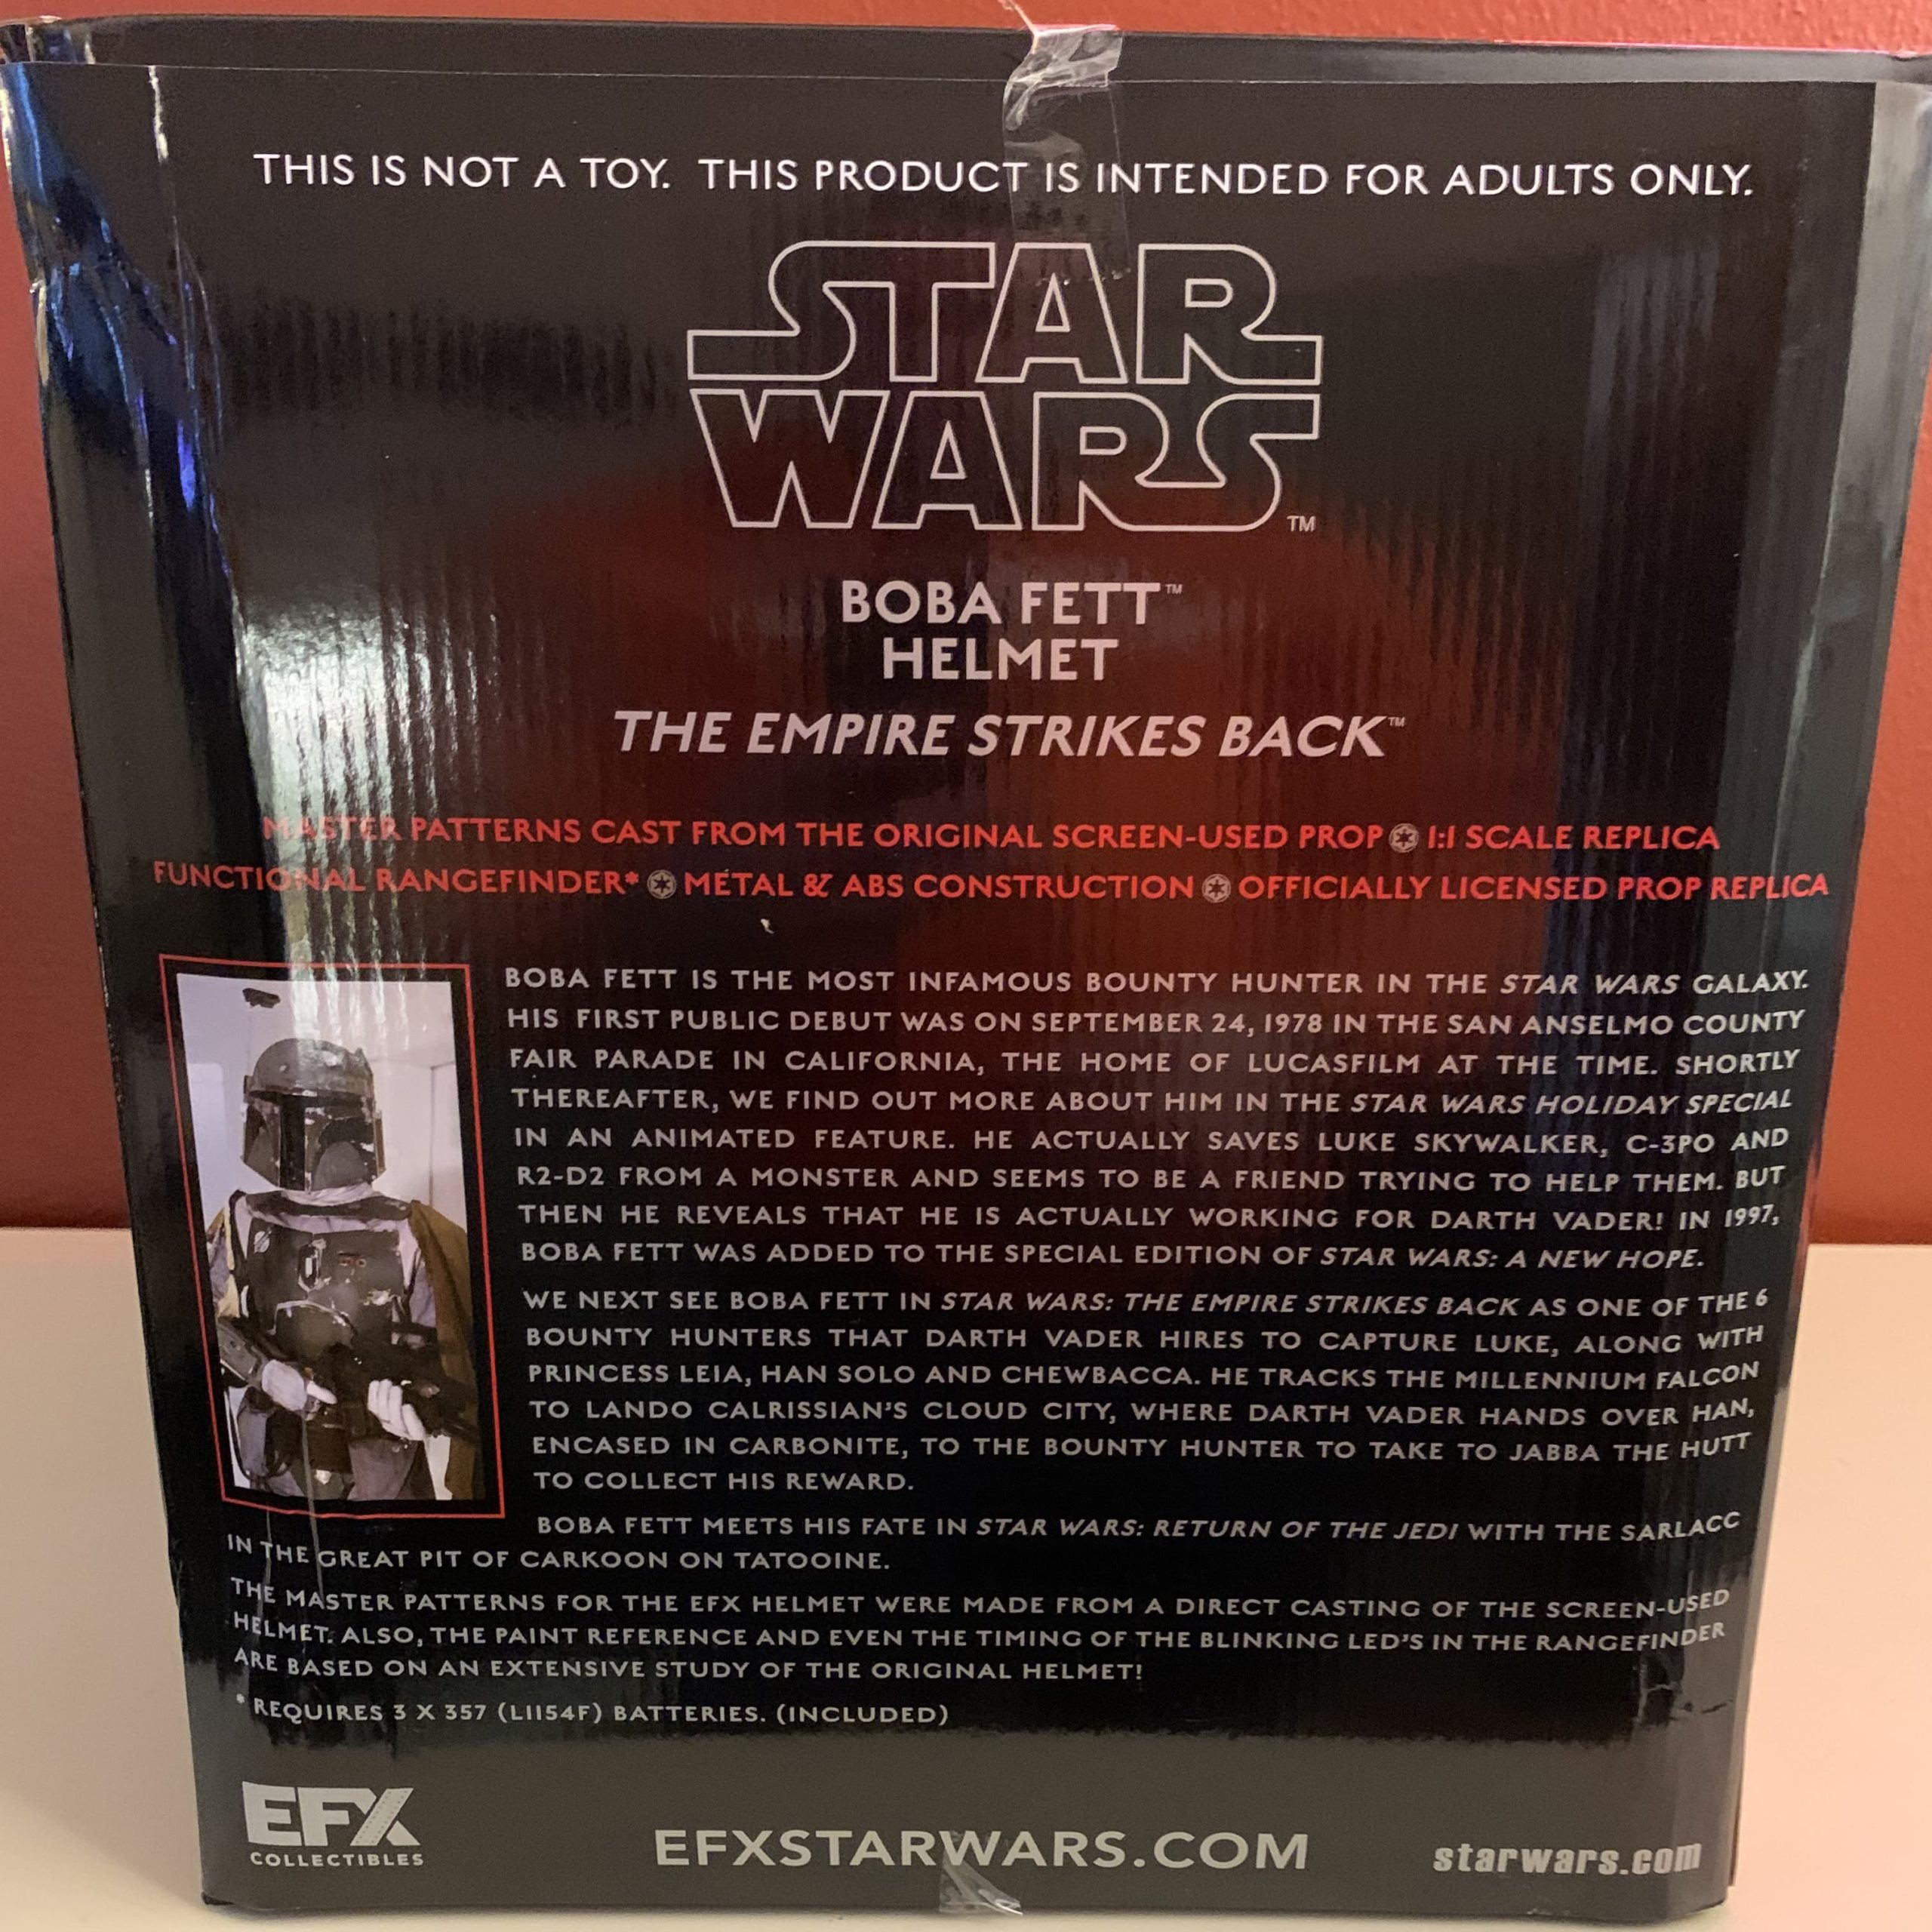 THIS IS NOT A TOY. THIS PRODUCT IS INTENDED FOR ADULTS ONLY.
STAR
WARS TM
BOBA FETT™
HELMET
THE EMPIRE STRIKES BACK™
MASTER PATTERNS CAST FROM THE ORIGINAL SCREEN-USED PROP 1:1 SCALE REPLICA
FUNCTIONAL RANGEFINDER* METAL & ABS CONSTRUCTION OFFICIALLY LICENSED PROP REPLICA
BOBA FETT IS THE MOST INFAMOUS BOUNTY HUNTER IN THE STAR WARS GALAXY.
HIS FIRST PUBLIC DEBUT WAS ON SEPTEMBER 24, 1978 IN THE SAN ANSELMO COUNTY
FAIR PARADE IN CALIFORNIA, THE HOME OF LUCASFILM AT THE TIME. SHORTLY
THEREAFTER, WE FIND OUT MORE ABOUT HIM IN THE STAR WARS HOLIDAY SPECIAL
IN AN ANIMATED FEATURE. HE ACTUALLY SAVES LUKE SKYWALKER, C-3PO AND
R2-D2 FROM A MONSTER AND SEEMS TO BE A FRIEND TRYING TO HELP THEM. BUT
THEN HE REVEALS THAT HE IS ACTUALLY WORKING FOR DARTH VADER! IN 1997,
BOBA FETT WAS ADDED TO THE SPECIAL EDITION OF STAR WARS: A NEW HOPE.
WE NEXT SEE BOBA FETT IN STAR WARS: THE EMPIRE STRIKES BACK AS ONE OF THE 6
BOUNTY HUNTERS THAT DARTH VADER HIRES TO CAPTURE LUKE, ALONG WITH
PRINCESS LEIA, HAN SOLO AND CHEWBACCA. HE TRACKS THE MILLENNIUM FALCON
TO LANDO CALRISSIAN'S CLOUD CITY, WHERE DARTH VADER HANDS OVER HAN,
ENCASED IN CARBONITE, TO THE BOUNTY HUNTER TO TAKE TO JABBA THE HUTT
TO COLLECT HIS REWARD.
BOBA FETT MEETS HIS FATE IN STAR WARS: RETURN OF THE JEDI WITH THE SARLACC
IN THE GREAT PIT OF CARKOON ON TATOOINE.
THE MASTER PATTERNS FOR THE EFX HELMET WERE MADE FROM A DIRECT CASTING OF THE SCREEN-USED
HELMET. ALSO, THE PAINT REFERENCE AND EVEN THE TIMING OF THE BLINKING LED'S IN THE RANGEFINDER
ARE BASED ON AN EXTENSIVE STUDY OF THE ORIGINAL HELMET!
* REQUIRES 3 X 357 (L1154F) BATTERIES. (INCLUDED)
EFX
COLLECTIBLES
EFXSTARWARS.COM
starwars.com